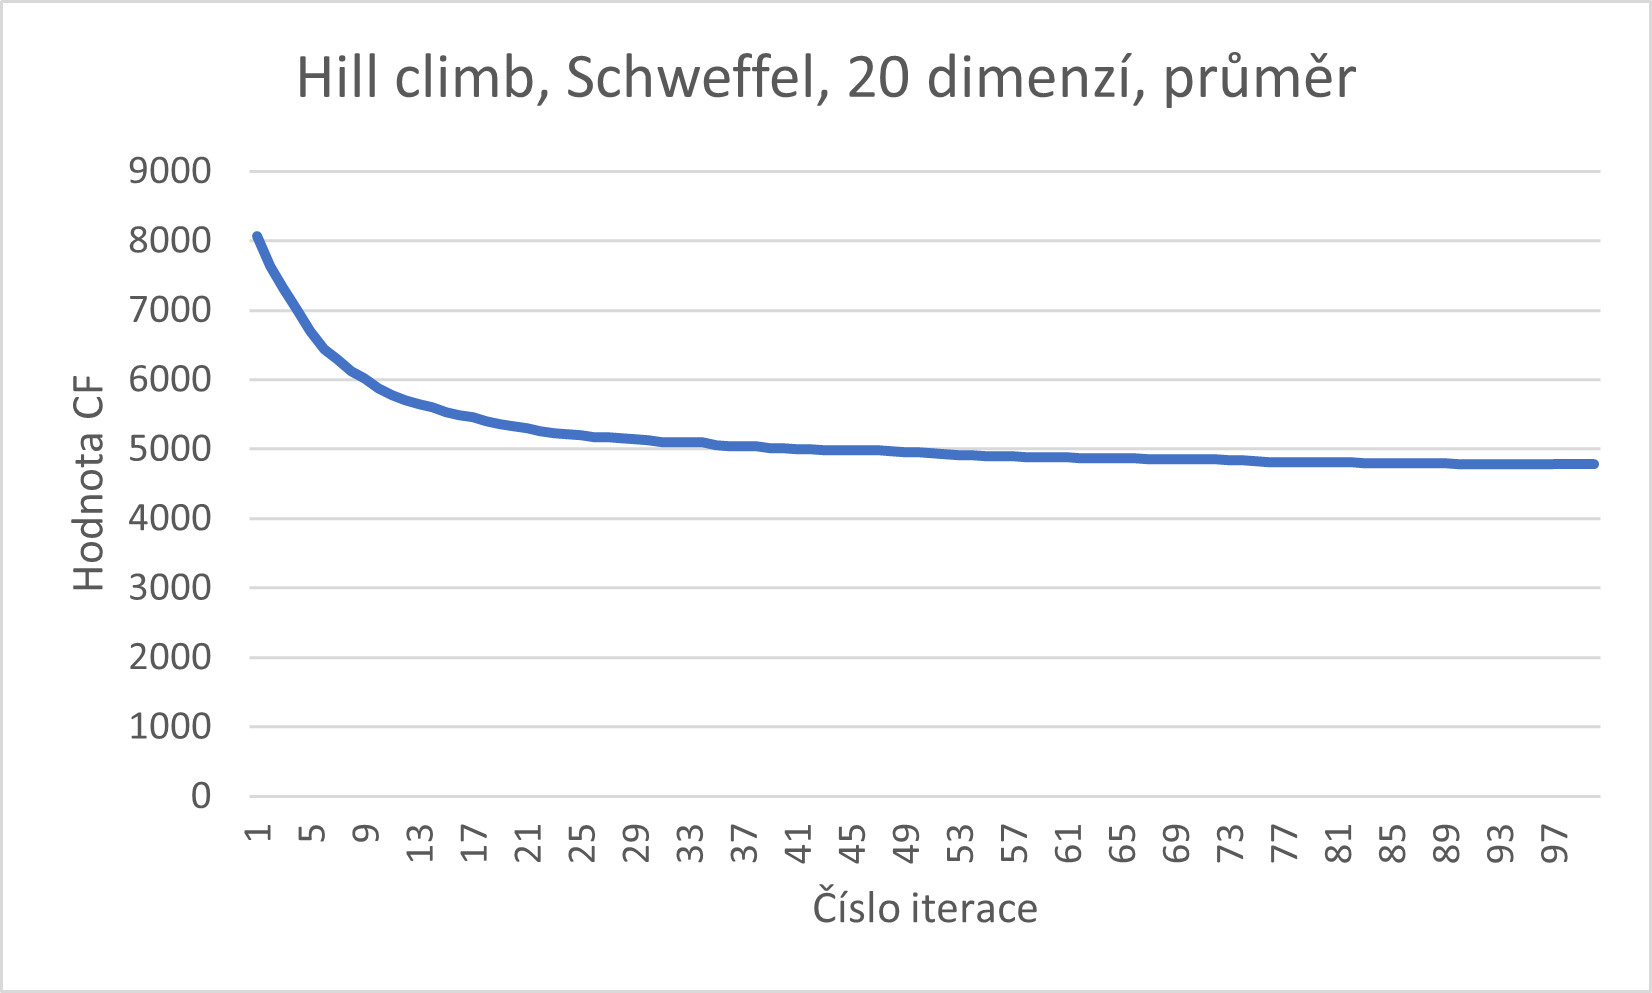 Hill climb, Schweffel, 20 dimenzí, průměr
9000
8000
7000
6000
5000
4000
3000
2000
1000
0
Hodnota CF
1 5 9 13 17 21 25 29 33 37 41 45 49 53 57 61 65 69 73 77 81 85 89 93 97
Číslo iterace